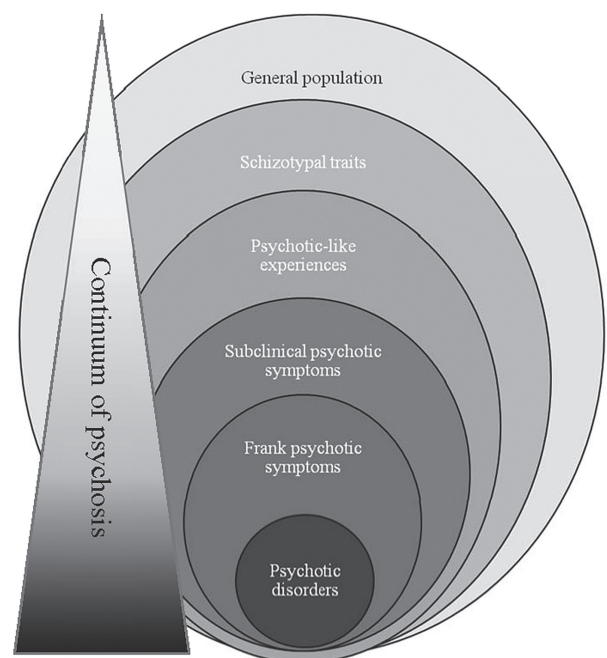 General population
Schizotypal traits
Psychotic-like
experiences
Subclinical psychotic
symptoms
Frank psychotic
symptoms
Psychotic
disorders
Continuum of psychosis